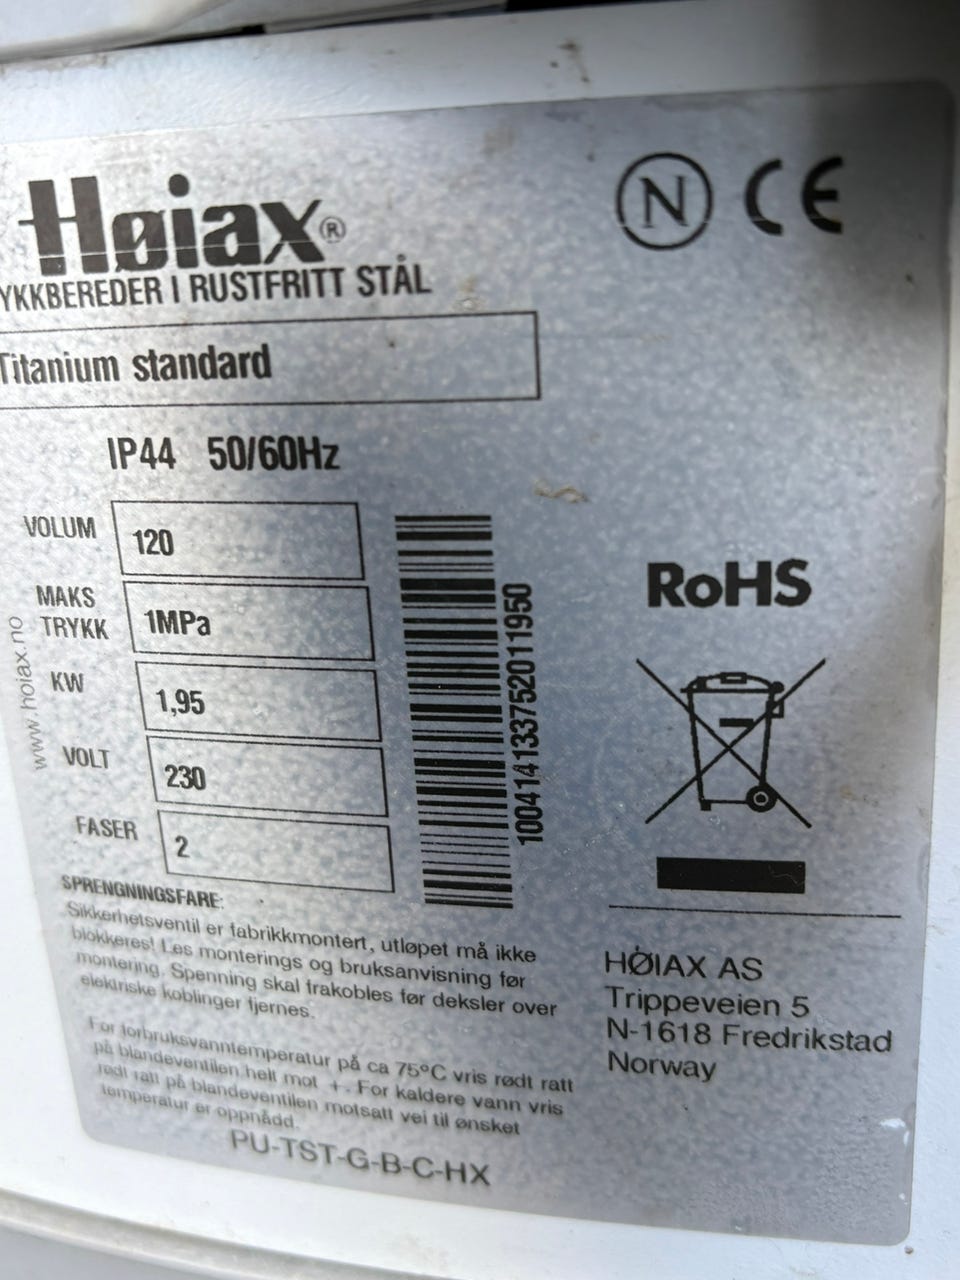 Høiax®
N CE
YKKBEREDER I RUSTFRITT STÅL
Titanium standard
IP44 50/60Hz
VOLUM 120
MAKS TRYKK 1MPa
KW 1,95
VOLT 230
FASER 2
www.hoiax.no
100414133752011950
RoHS
SPRENGNINGSFARE:
Sikkerhetsventil er fabrikkmontert, utløpet må ikke
blokkeres! Les monterings og bruksanvisning før
montering. Spenning skal frakobles før deksler over
elektriske koblinger fjernes.
For forbruksvanntemperatur på ca 75°C vris rødt ratt
på blandeventilen helt mot +. For kaldere vann vris
rødt ratt på blandeventilen motsatt vei til ønsket
temperatur er oppnådd.
PU-TST-G-B-C-HX
HØIAX AS
Trippeveien 5
N-1618 Fredrikstad
Norway